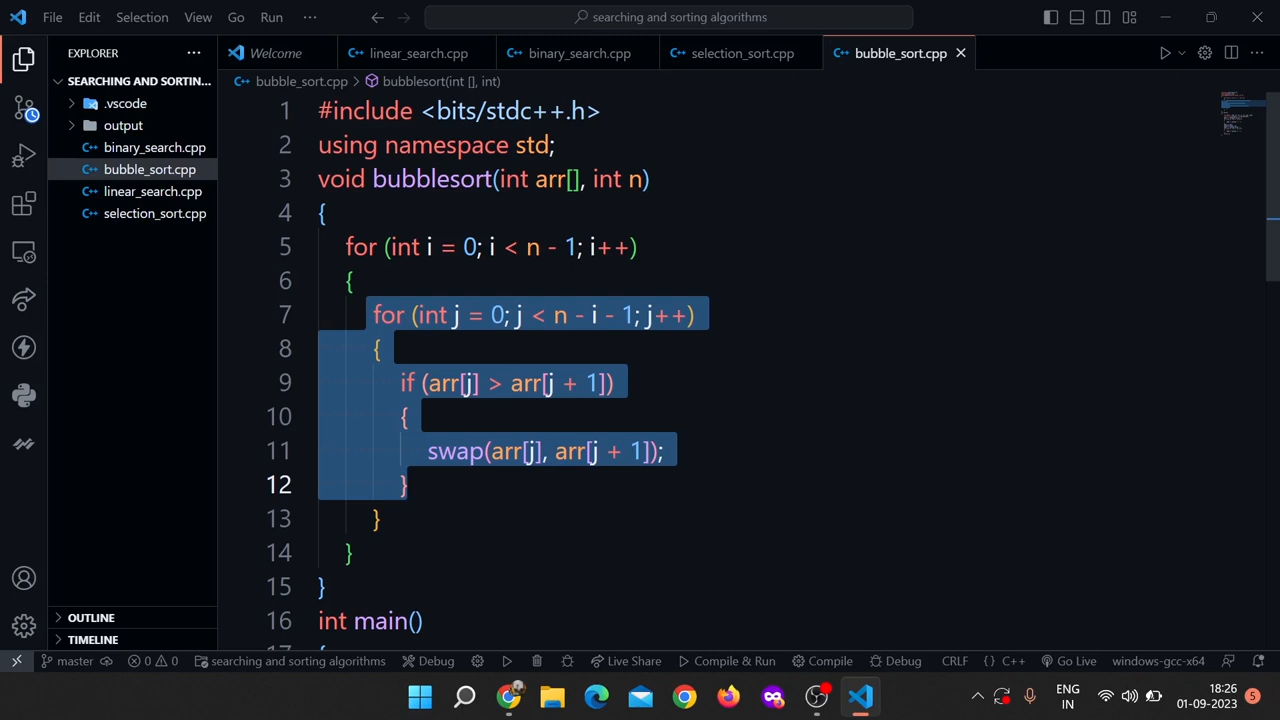 File Edit Selection View Go Run ··· searching and sorting algorithms
EXPLORER ···
Welcome linear_search.cpp binary_search.cpp selection_sort.cpp bubble_sort.cpp
SEARCHING AND SORTIN...
.vscode
output
binary_search.cpp
bubble_sort.cpp
linear_search.cpp
selection_sort.cpp
OUTLINE
TIMELINE
bubble_sort.cpp > bubblesort(int [], int)
1 #include <bits/stdc++.h>
2 using namespace std;
3 void bubblesort(int arr[], int n)
4 {
5 for (int i = 0; i < n - 1; i++)
6 {
7 for (int j = 0; j < n - i - 1; j++)
8 {
9 if (arr[j] > arr[j + 1])
10 {
11 swap(arr[j], arr[j + 1]);
12 }
13 }
14 }
15 }
16 int main()
17 {
master 0 0 searching and sorting algorithms Debug Live Share Compile & Run Compile Debug CRLF {} C++ Go Live windows-gcc-x64
ENG
IN
18:26
01-09-2023
5